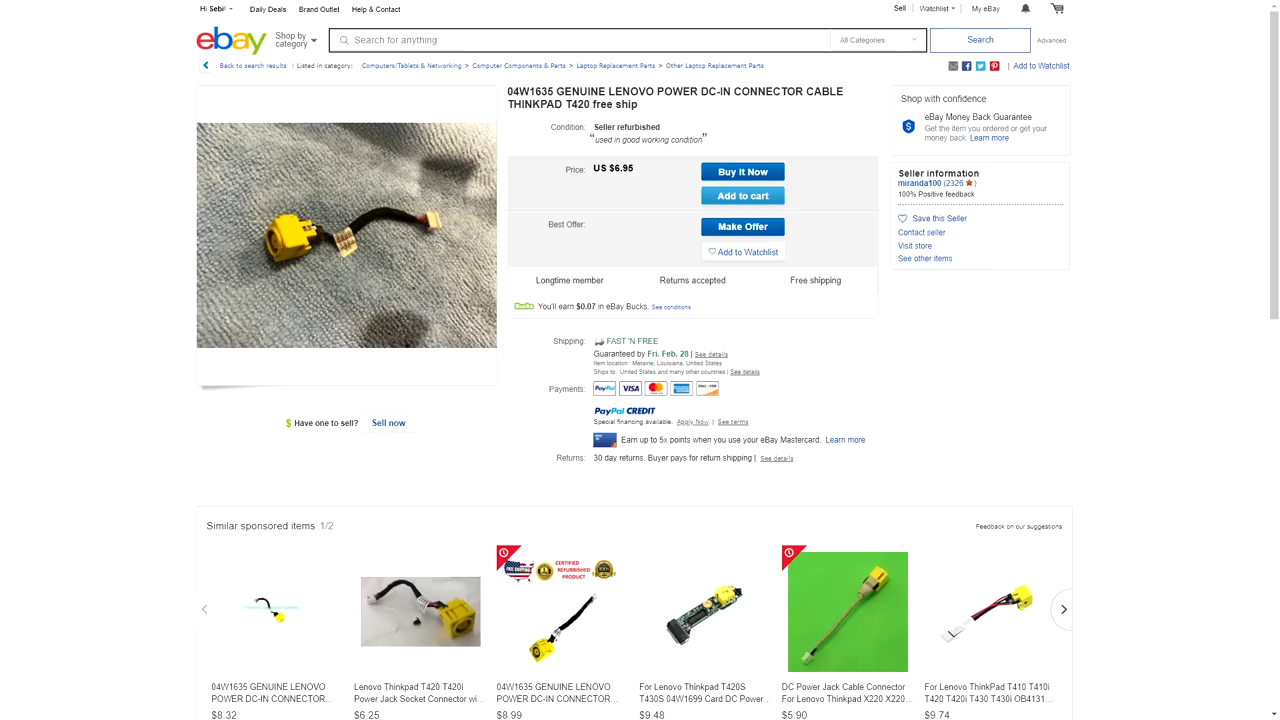 Hi Sebi!
Daily Deals
Brand Outlet
Help & Contact
Sell
Watchlist
My eBay
ebay
Shop by category
Search for anything
All Categories
Search
Advanced
Back to search results | Listed in category:
Computers/Tablets & Networking > Computer Components & Parts > Laptop Replacement Parts > Other Laptop Replacement Parts
| Add to Watchlist
04W1635 GENUINE LENOVO POWER DC-IN CONNECTOR CABLE
THINKPAD T420 free ship
Condition: Seller refurbished
“used in good working condition”
Price: US $6.95
Buy It Now
Add to cart
Best Offer:
Make Offer
Add to Watchlist
Longtime member
Returns accepted
Free shipping
Bucks You'll earn $0.07 in eBay Bucks. See conditions
Shipping: FAST 'N FREE
Guaranteed by Fri. Feb. 28 | See details
Item location: Metairie, Louisiana, United States
Ships to: United States and many other countries | See details
Payments: PayPal VISA MasterCard DISCOVER
PayPal CREDIT
Special financing available. Apply Now | See terms
Earn up to 5x points when you use your eBay Mastercard. Learn more
Returns: 30 day returns. Buyer pays for return shipping | See details
Shop with confidence
eBay Money Back Guarantee
Get the item you ordered or get your
money back. Learn more
Seller information
miranda100 (2326 )
100% Positive feedback
Save this Seller
Contact seller
Visit store
See other items
$ Have one to sell? Sell now
Similar sponsored items 1/2
Feedback on our suggestions
FREE SHIPPING
CERTIFIED
REFURBISHED
PRODUCT
100%
04W1635 GENUINE LENOVO
POWER DC-IN CONNECTOR...
$8.32
Lenovo Thinkpad T420 T420i
Power Jack Socket Connector wi...
$6.25
04W1635 GENUINE LENOVO
POWER DC-IN CONNECTOR...
$8.99
For Lenovo Thinkpad T420S
T430S 04W1699 Card DC Power...
$9.48
DC Power Jack Cable Connector
For Lenovo Thinkpad X220 X220...
$5.90
For Lenovo ThinkPad T410 T410i
T420 T420i T430 T430i OB4131...
$9.74